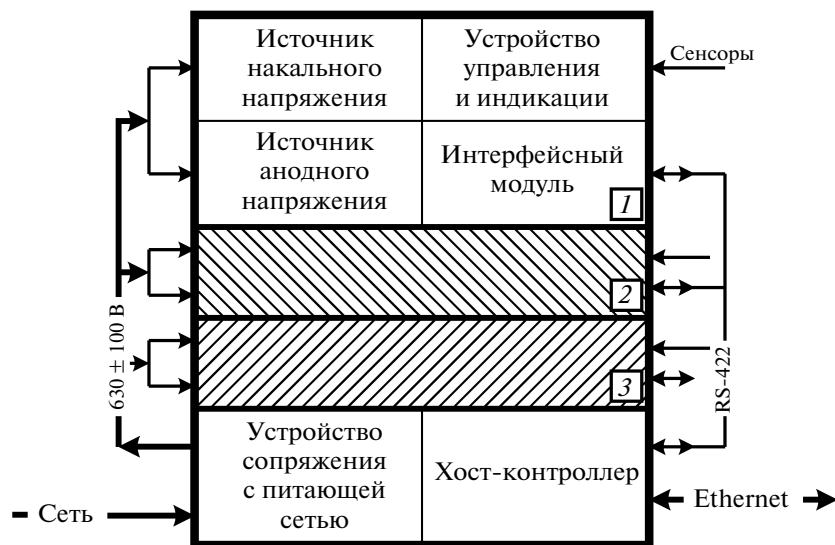 Источник
накального
напряжения
Устройство
управления
и индикации
Сенсоры
Источник
анодного
напряжения
Интерфейсный
модуль
1
2
3
630 ± 100 В
RS-422
Устройство
сопряжения
с питающей
сетью
Хост-контроллер
Сеть
Ethernet